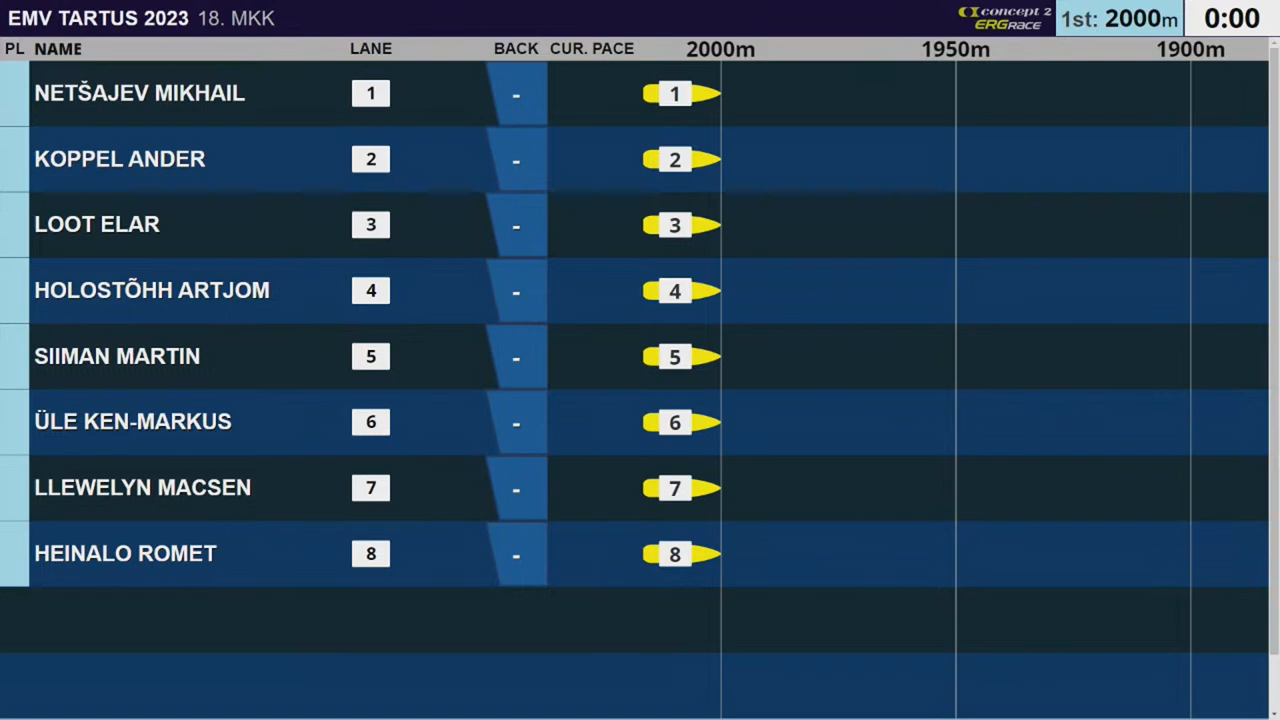 EMV TARTUS 2023 18. MKK concept 2 ERGRACE 1st: 2000m 0:00
PL NAME LANE BACK CUR. PACE 2000m 1950m 1900m
NETŠAJEV MIKHAIL 1 - 1
KOPPEL ANDER 2 - 2
LOOT ELAR 3 - 3
HOLOSTÕHH ARTJOM 4 - 4
SIIMAN MARTIN 5 - 5
ÜLE KEN-MARKUS 6 - 6
LLEWELYN MACSEN 7 - 7
HEINALO ROMET 8 - 8